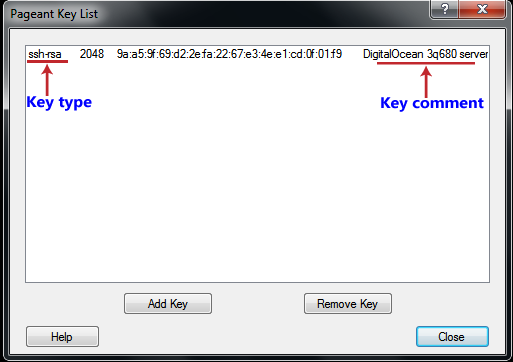 Pageant Key List
?
ssh-rsa 2048 9a:a5:9f:69:d2:2e:fa:22:67:e3:4e:e1:cd:0f:01:f9 DigitalOcean 3q680 server
Key type
Key comment
Add Key
Remove Key
Help
Close